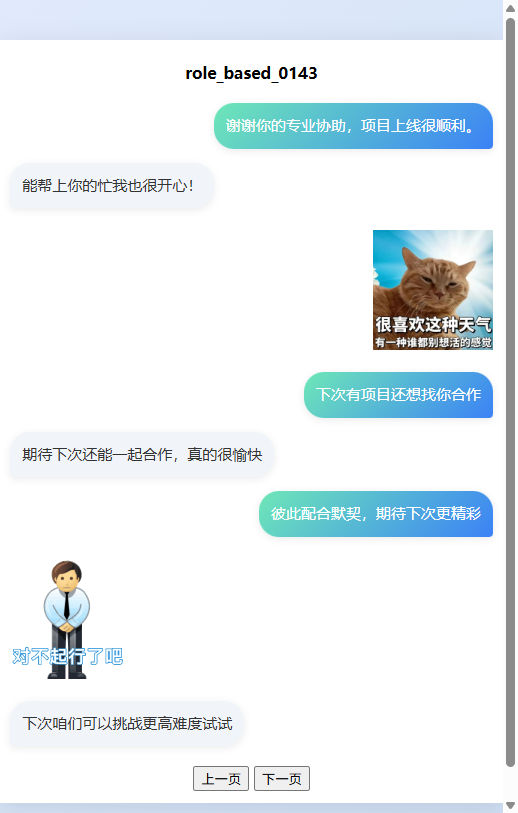 role_based_0143
谢谢你的专业协助，项目上线很顺利。
能帮上你的忙我也很开心！
很喜欢这种天气
有一种谁都别想活的感觉
下次有项目还想找你合作
期待下次还能一起合作，真的很愉快
彼此配合默契，期待下次更精彩
对不起行了吧
下次咱们可以挑战更高难度试试
上一页 下一页